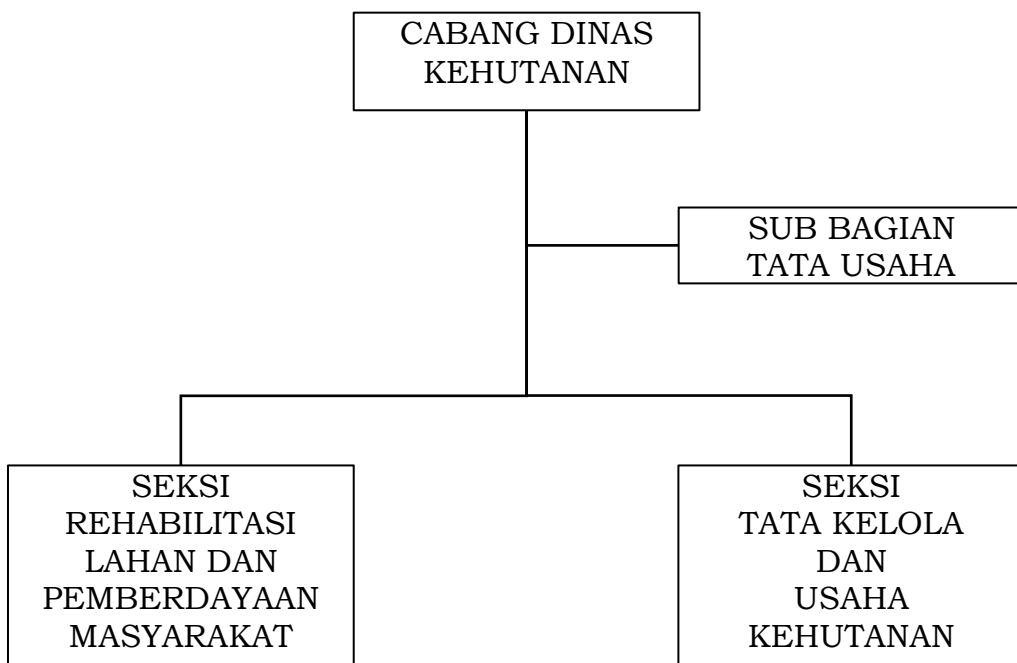 CABANG DINAS
KEHUTANAN
SUB BAGIAN
TATA USAHA
SEKSI
REHABILITASI
LAHAN DAN
PEMBERDAYAAN
MASYARAKAT
SEKSI
TATA KELOLA
DAN
USAHA
KEHUTANAN